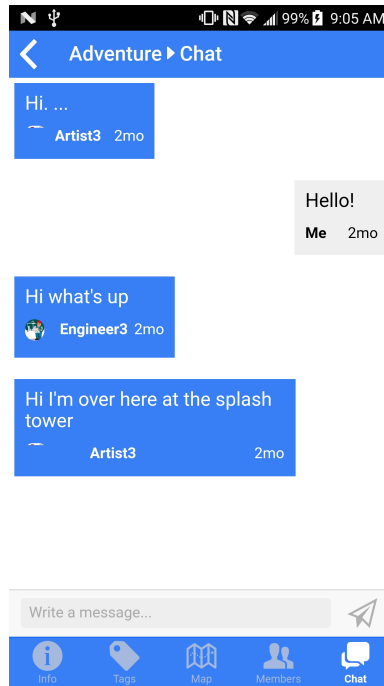 99% 9:05 AM
Adventure Chat
Hi. ...
Artist3 2mo
Hello!
Me 2mo
Hi what's up
Engineer3 2mo
Hi I'm over here at the splash
tower
Artist3 2mo
Write a message...
Info Tags Map Members Chat